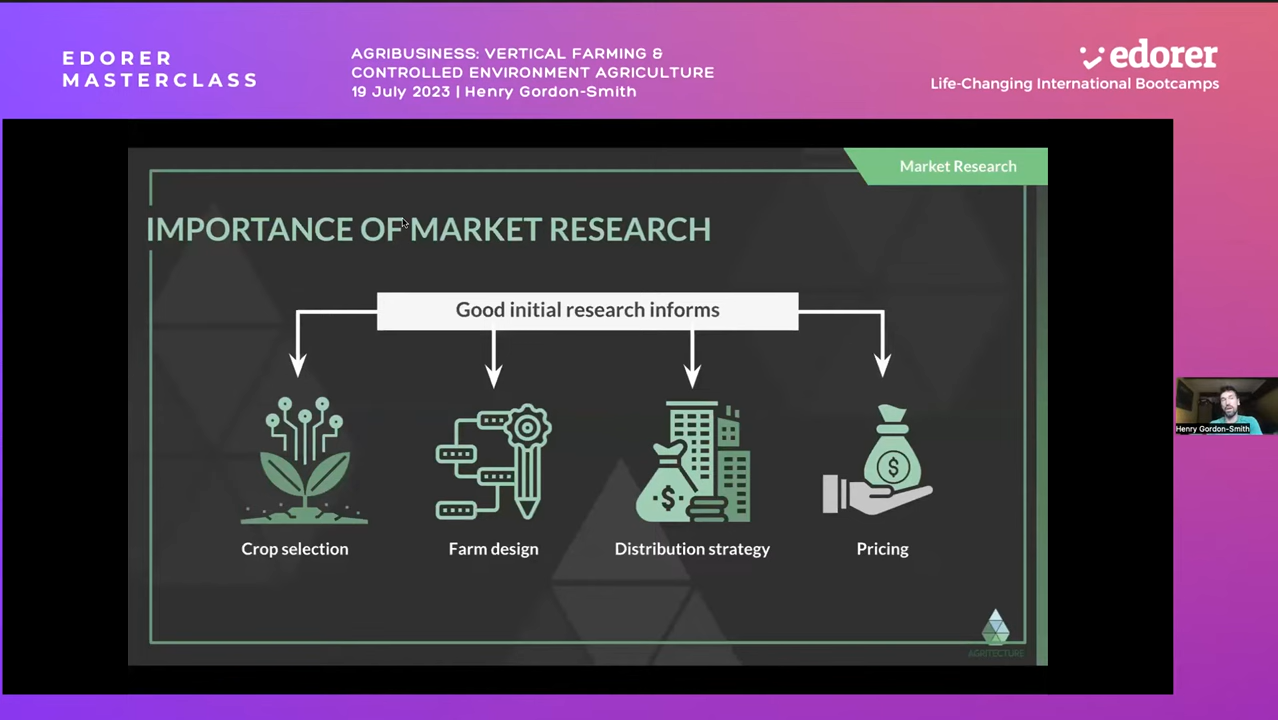 EDORER
MASTERCLASS
AGRIBUSINESS: VERTICAL FARMING &
CONTROLLED ENVIRONMENT AGRICULTURE
19 July 2023 | Henry Gordon-Smith
edorer
Life-Changing International Bootcamps
Market Research
IMPORTANCE OF MARKET RESEARCH
Good initial research informs
$
$
Crop selection
Farm design
Distribution strategy
Pricing
AGRITECTURE
Henry Gordon-Smith